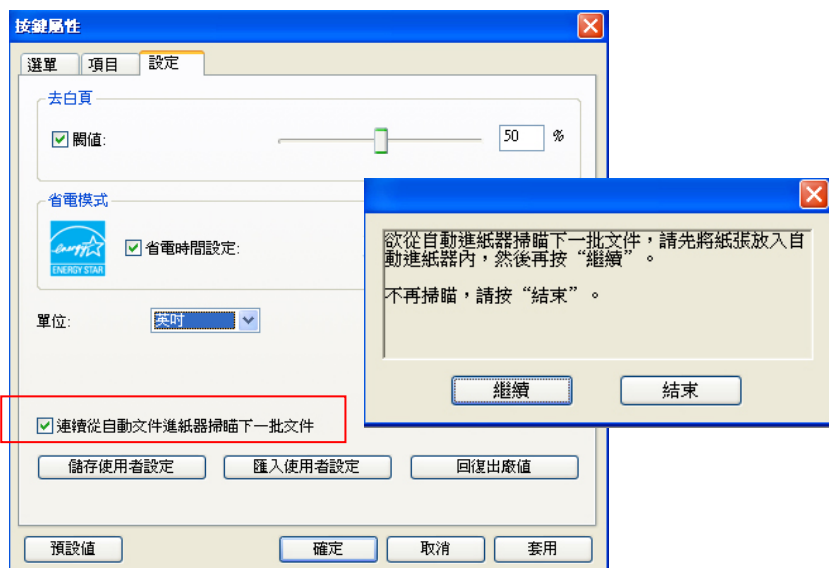 按鍵屬性
選單 項目 設定
去白頁
閥值: 50 %
省電模式
energy
ENERGY STAR
省電時間設定:
單位: 英吋
欲從自動進紙器掃瞄下一批文件，請先將紙張放入自
動進紙器內，然後再按“繼續”。
不再掃瞄，請按“結束”。
繼續 結束
連續從自動文件進紙器掃瞄下一批文件
儲存使用者設定 匯入使用者設定 回復出廠值
預設值 確定 取消 套用